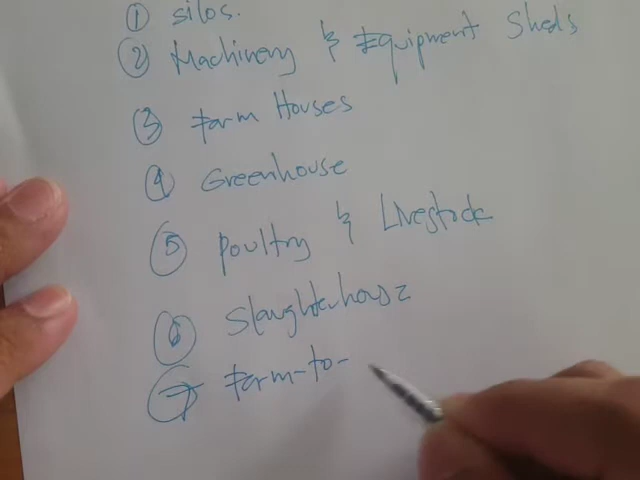 ① silos.
② Machinery & Equipment Sheds
③ Farm Houses
④ Greenhouse
⑤ Poultry & Livestock
⑥ Slaughterhouse
⑦ Farm-to-